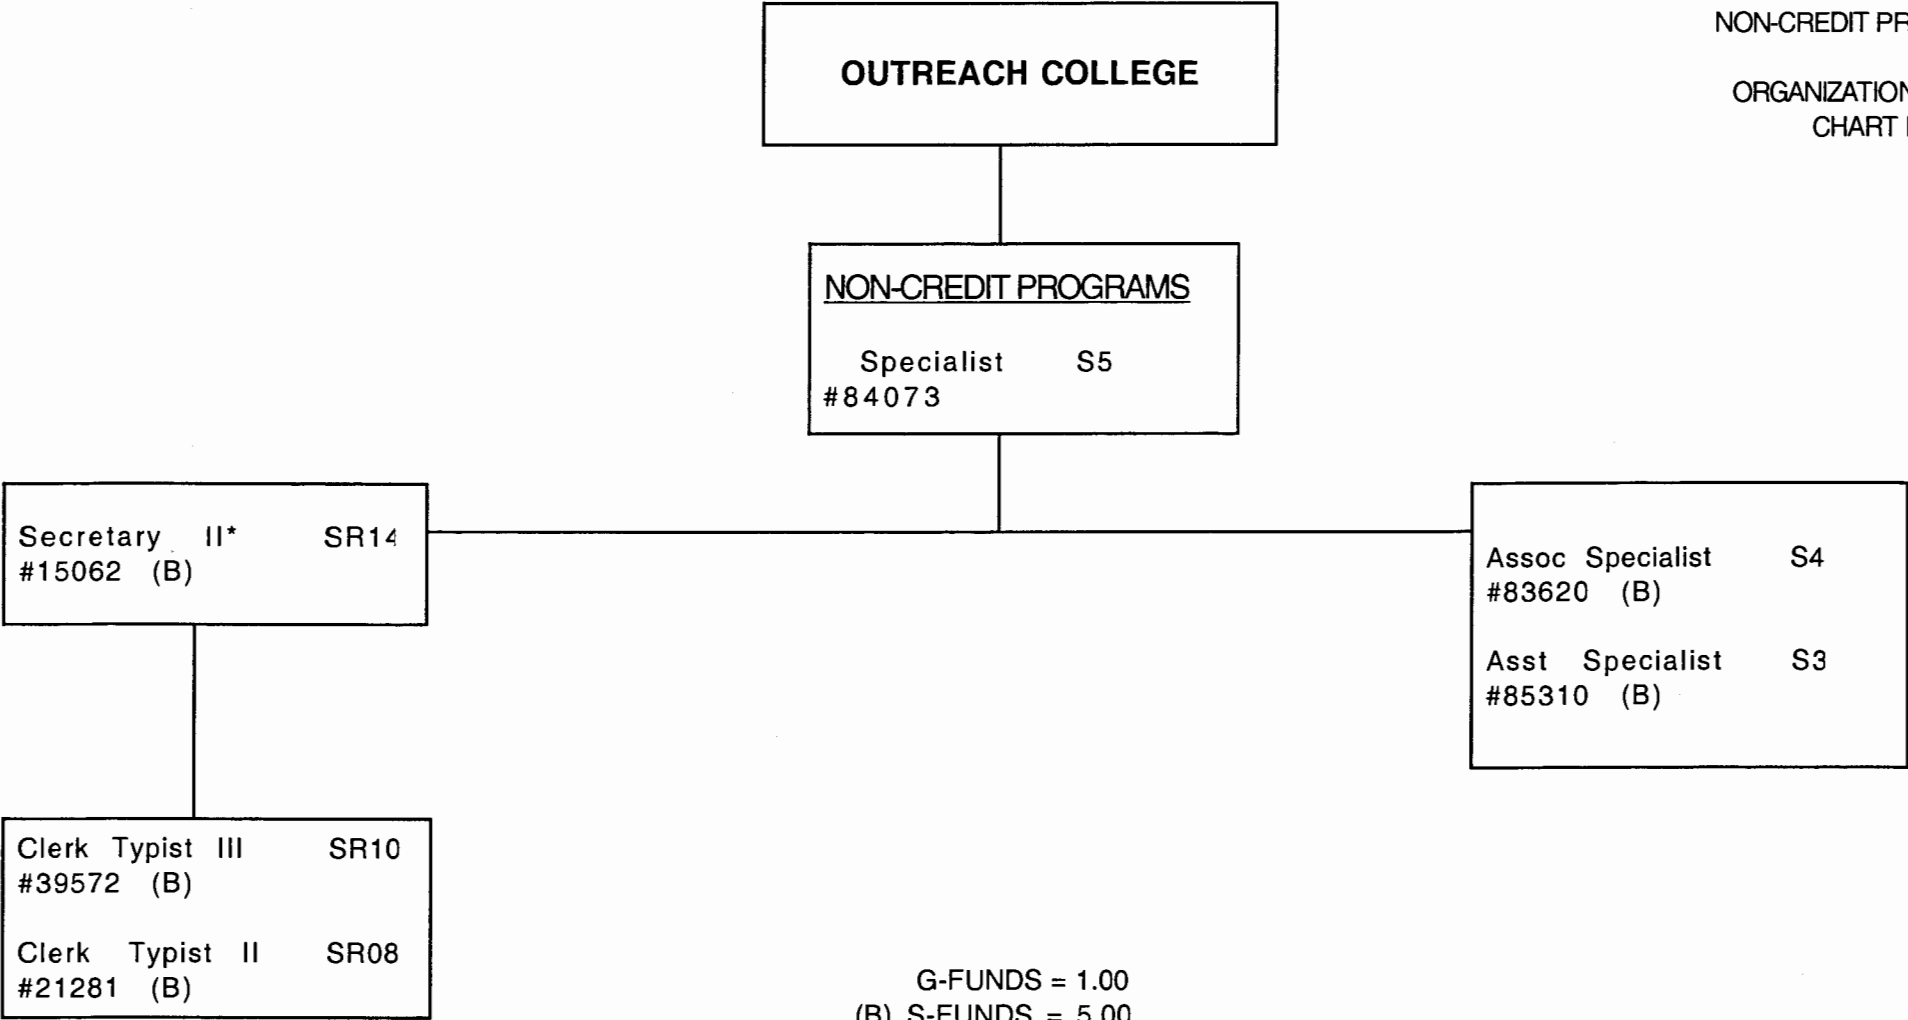 NON-CREDIT
ORGANIZATION
CHART
OUTREACH COLLEGE
NON-CREDIT PROGRAMS
Specialist S5
#84073
Secretary II* SR14
#15062 (B)
Assoc Specialist S4
#83620 (B)
Asst Specialist S3
#85310 (B)
Clerk Typist III SR10
#39572 (B)
Clerk Typist II SR08
#21281 (B)
G-FUNDS = 1.00
(B) S-FUNDS = 5.00